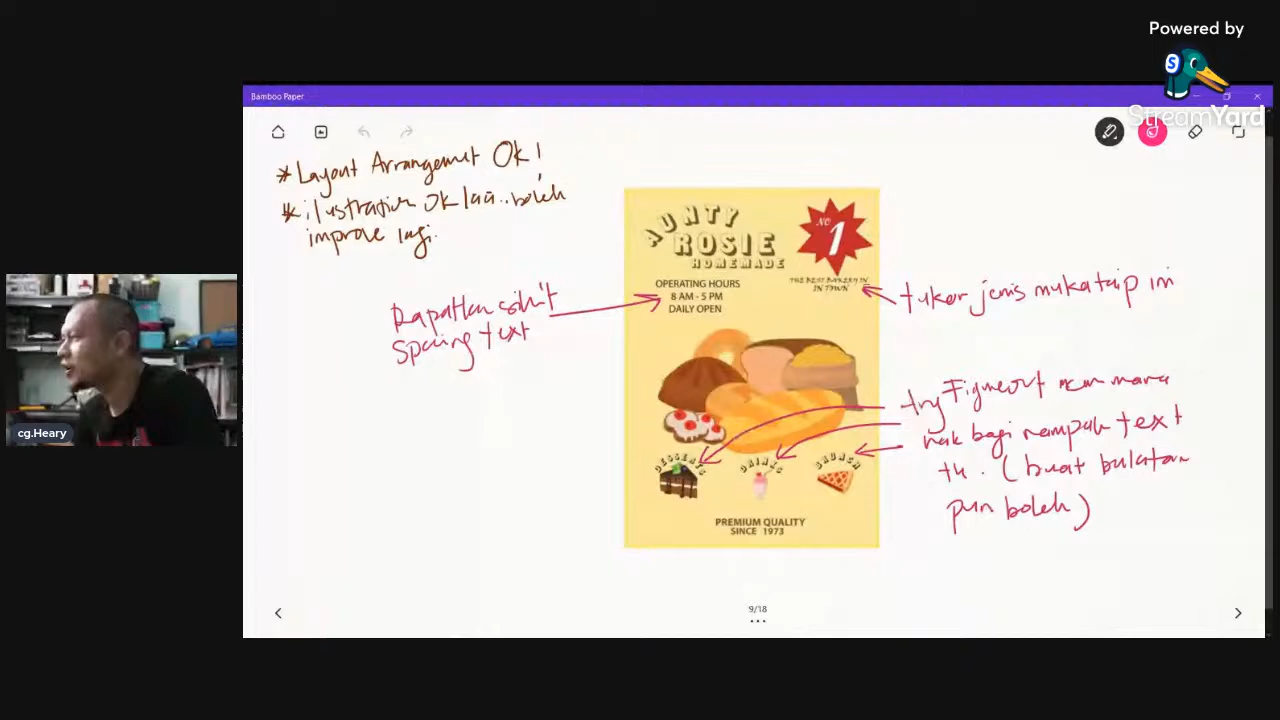 Powered by
StreamYard
Bamboo Paper
* Layout Arrangement Ok!
* ilustration Ok laa.. boleh
improve lagi.
Rapatkan sikit
spacing text
AUNTY
ROSIE
HOMEMADE
NO
1
THE BEST BAKERY IN
IN TOWN
OPERATING HOURS
8 AM - 5 PM
DAILY OPEN
tukar jenis mukataip ini
try Figureout macam mana
nak bagi nampak text
tu. (buat bulatan
pun boleh)
DESSERTS
DRINKS
BRUNCH
PREMIUM QUALITY
SINCE 1973
cg.Heary
9/18